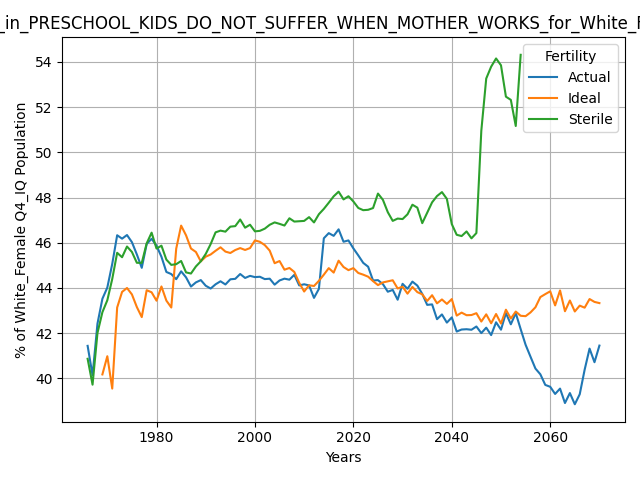 _in_PRESCHOOL_KIDS_DO_NOT_SUFFER_WHEN_MOTHER_WORKS_for_White_
% of White_Female Q4_IQ Population
54
52
50
48
46
44
42
40
Fertility
Actual
Ideal
Sterile
1980
2000
2020
2040
2060
Years